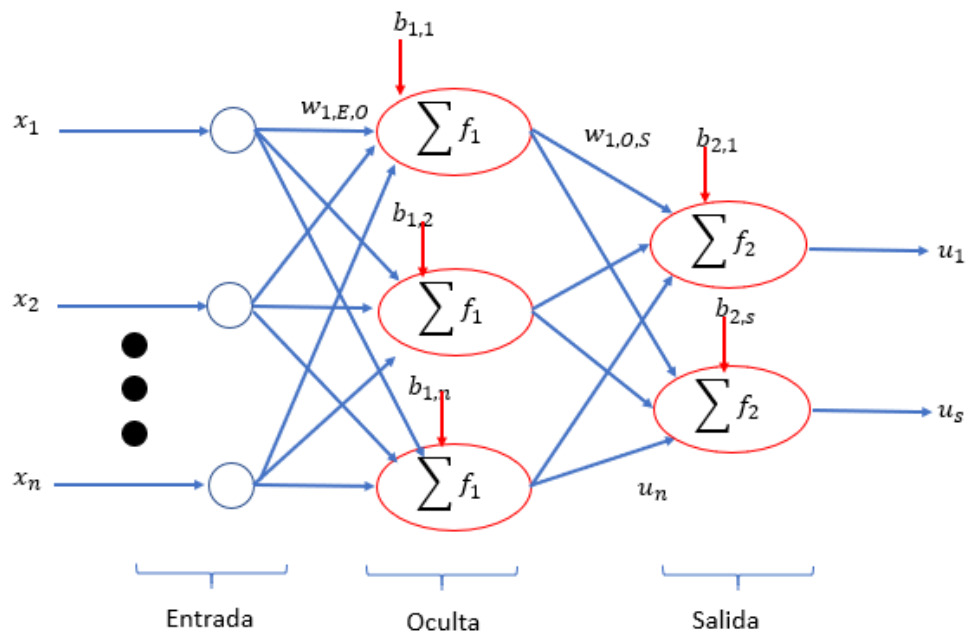 b₁,₁
x₁
w₁,E,O
∑ f₁
w₁,O,S
b₂,₁
b₁,₂
∑ f₂
u₁
x₂
∑ f₁
b₂,s
b₁,n
∑ f₂
u_s
xₙ
∑ f₁
uₙ
Entrada
Oculta
Salida